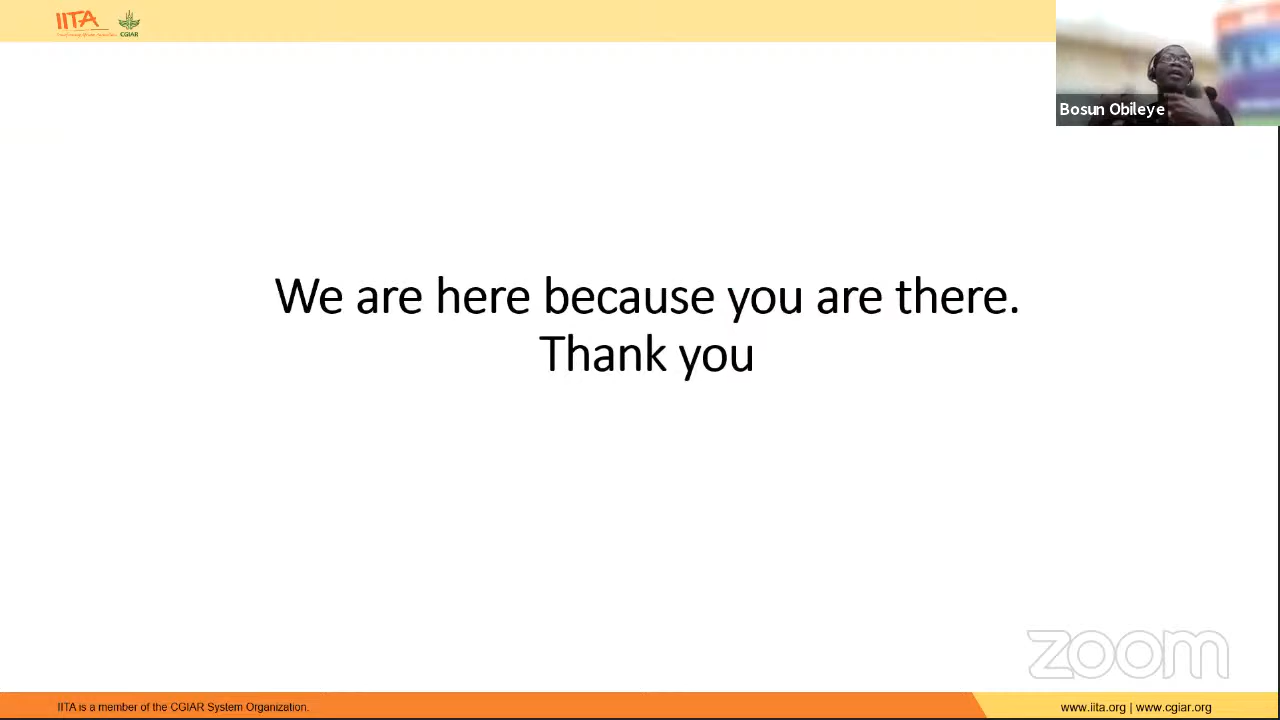 IITA
CGIAR
Bosun Obileye
We are here because you are there.
Thank you
zoom
IITA is a member of the CGIAR System Organization.
www.iita.org | www.cgiar.org